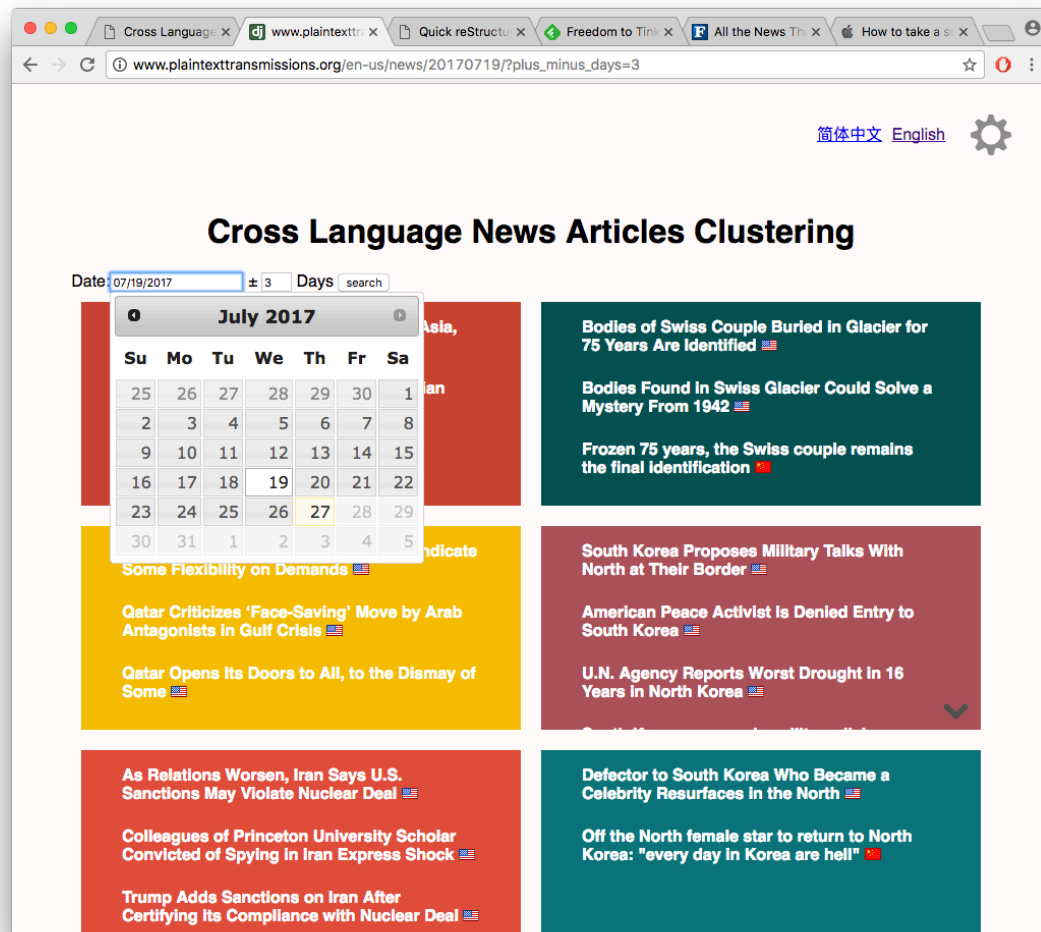 Cross Language
www.plaintexttr
Quick reStructu
Freedom to Tink
All the News Th
How to take a sc
www.plaintexttransmissions.org/en-us/news/20170719/?plus_minus_days=3
简体中文 English
Cross Language News Articles Clustering
Date: 07/19/2017 ± 3 Days search
July 2017
Su Mo Tu We Th Fr Sa
25 26 27 28 29 30 1
2 3 4 5 6 7 8
9 10 11 12 13 14 15
16 17 18 19 20 21 22
23 24 25 26 27 28 29
30 31 1 2 3 4 5
Asia,
ian
Bodies of Swiss Couple Buried in Glacier for
75 Years Are Identified
Bodies Found in Swiss Glacier Could Solve a
Mystery From 1942
Frozen 75 years, the Swiss couple remains
the final identification
ndicate
Some Flexibility on Demands
Qatar Criticizes ‘Face-Saving’ Move by Arab
Antagonists in Gulf Crisis
Qatar Opens Its Doors to All, to the Dismay of
Some
South Korea Proposes Military Talks With
North at Their Border
American Peace Activist Is Denied Entry to
South Korea
U.N. Agency Reports Worst Drought in 16
Years in North Korea
As Relations Worsen, Iran Says U.S.
Sanctions May Violate Nuclear Deal
Colleagues of Princeton University Scholar
Convicted of Spying in Iran Express Shock
Trump Adds Sanctions on Iran After
Certifying Its Compliance with Nuclear Deal
Defector to South Korea Who Became a
Celebrity Resurfaces in the North
Off the North female star to return to North
Korea: "every day in Korea are hell"